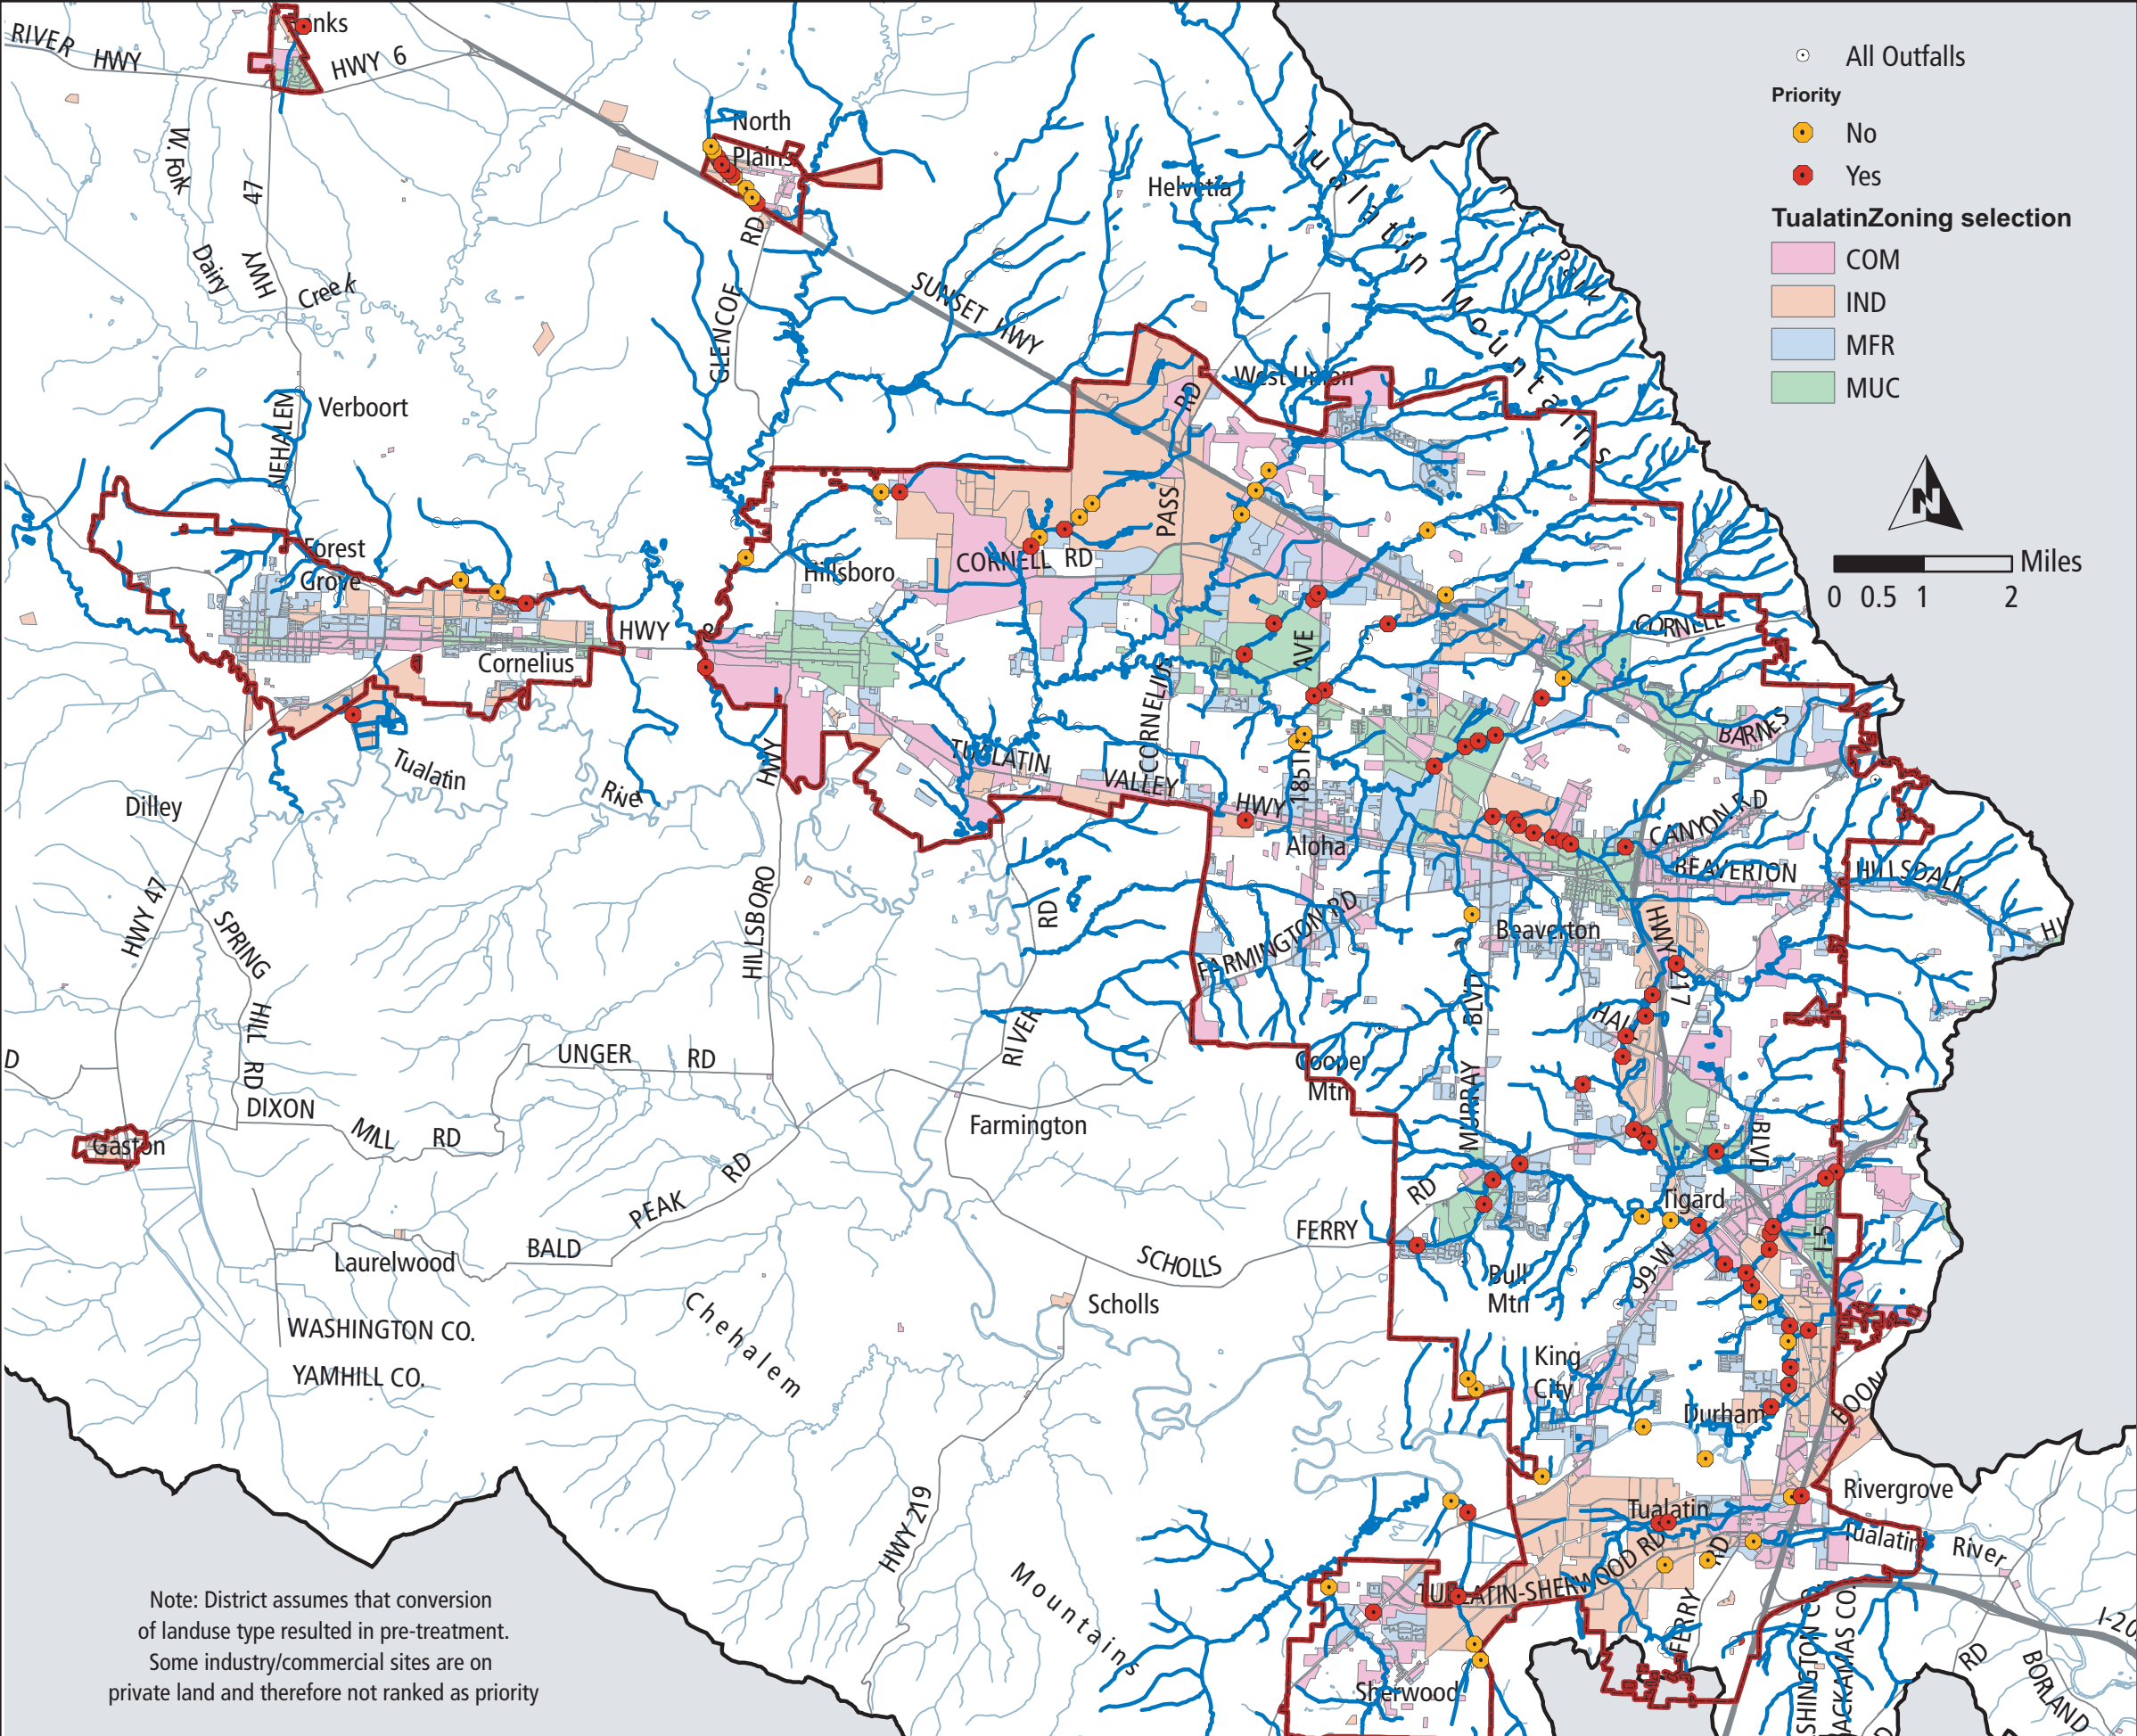 RIVER HWY
HWY 6
North
Plains
W. Fork
Dairy
Creek
47
HWY
Helvetia
Tualatin
Mountains
All Outfalls
Priority
No
Yes
TualatinZoning selection
COM
IND
MFR
MUC
N
Miles
0 0.5 1 2
GLENCOE
RD
SUNSET HWY
West Union
RD
Verboort
NEHALEM
PASS
Forest
Grove
Hillsboro
CORNELL RD
CORNELL
HWY
8
Cornelius
AVE
CORNELIUS
BARNES
Tualatin
TUALATIN
VALLEY
HWY
185TH
HWY
Dilley
CANYON RD
Aloha
BEAVERTON
HILLSDALE
HWY 47
SPRING
HILL
RD
HILLSBORO
RD
FARMINGTON RD
Beaverton
HWY 217
BLVD
HALL
RIVER
UNGER RD
Cooper
Mtn
MURRAY
DIXON
MILL RD
Farmington
Gaston
BLVD
PEAK RD
BALD
RD
FERRY
Tigard
Laurelwood
SCHOLLS
I-5
99-W
Bull
Mtn
Scholls
Chehalem
WASHINGTON CO.
YAMHILL CO.
King
City
Durham
HWY 219
Rivergrove
Tualatin
Tualatin
River
Mountains
TUALATIN-SHERWOOD RD
RD
FERRY
Sherwood
RD
BORLAND
Note: District assumes that conversion
of landuse type resulted in pre-treatment.
Some industry/commercial sites are on
private land and therefore not ranked as priority